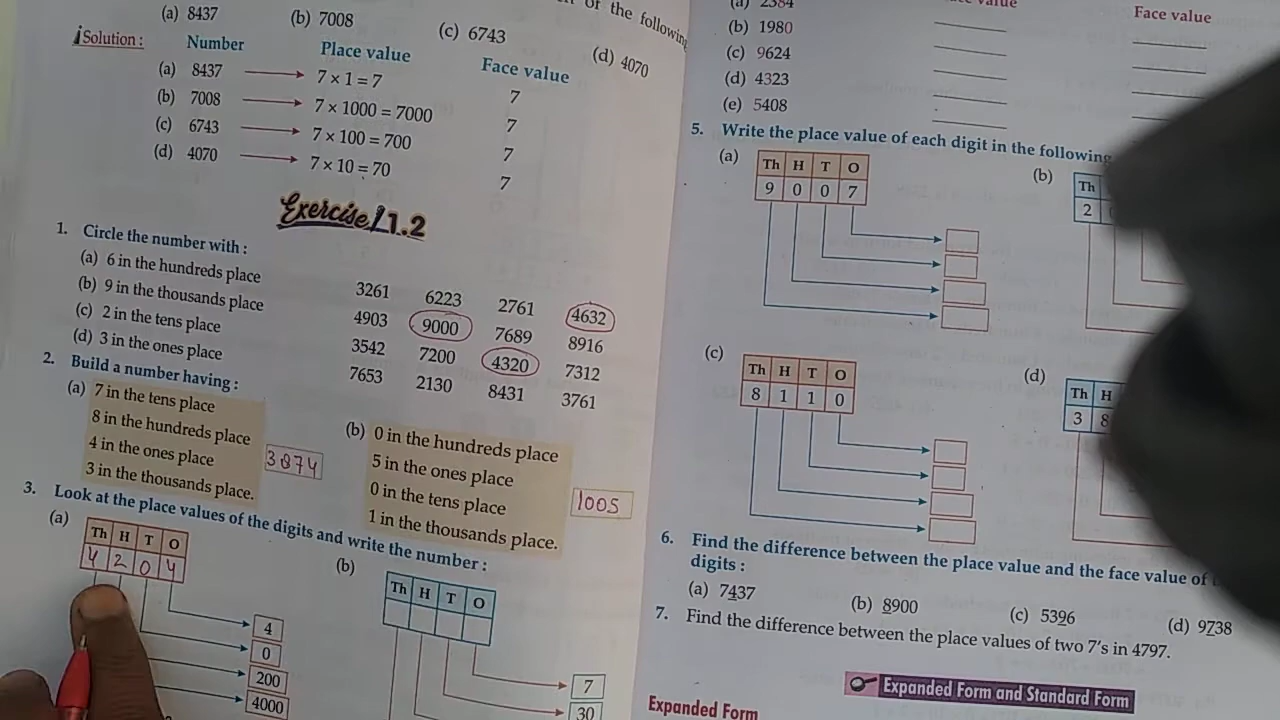 of the following
(a) 8437 (b) 7008 (c) 6743 (d) 4070
Solution :
Number Place value Face value
(a) 8437 7 × 1 = 7 7
(b) 7008 7 × 1000 = 7000 7
(c) 6743 7 × 100 = 700 7
(d) 4070 7 × 10 = 70 7
Exercise 1.2
1. Circle the number with :
(a) 6 in the hundreds place 3261 6223 2761 4632
(b) 9 in the thousands place 4903 9000 7689 8916
(c) 2 in the tens place 3542 7200 4320 7312
(d) 3 in the ones place 7653 2130 8431 3761
2. Build a number having :
(a) 7 in the tens place
8 in the hundreds place
4 in the ones place
3 in the thousands place.
3874
(b) 0 in the hundreds place
5 in the ones place
0 in the tens place
1 in the thousands place.
1005
3. Look at the place values of the digits and write the number :
(a)
Th H T O
4 2 0 4
4
0
200
4000
(b)
Th H T O
7
30
Face value
(a) 2384
(b) 1980
(c) 9624
(d) 4323
(e) 5408
5. Write the place value of each digit in the following
(a)
Th H T O
9 0 0 7
(b)
Th
2
(c)
Th H T O
8 1 1 0
(d)
Th H
3 8
6. Find the difference between the place value and the face value of
digits :
(a) 7437 (b) 8900 (c) 5396 (d) 9738
7. Find the difference between the place values of two 7's in 4797.
Expanded Form and Standard Form
Expanded Form